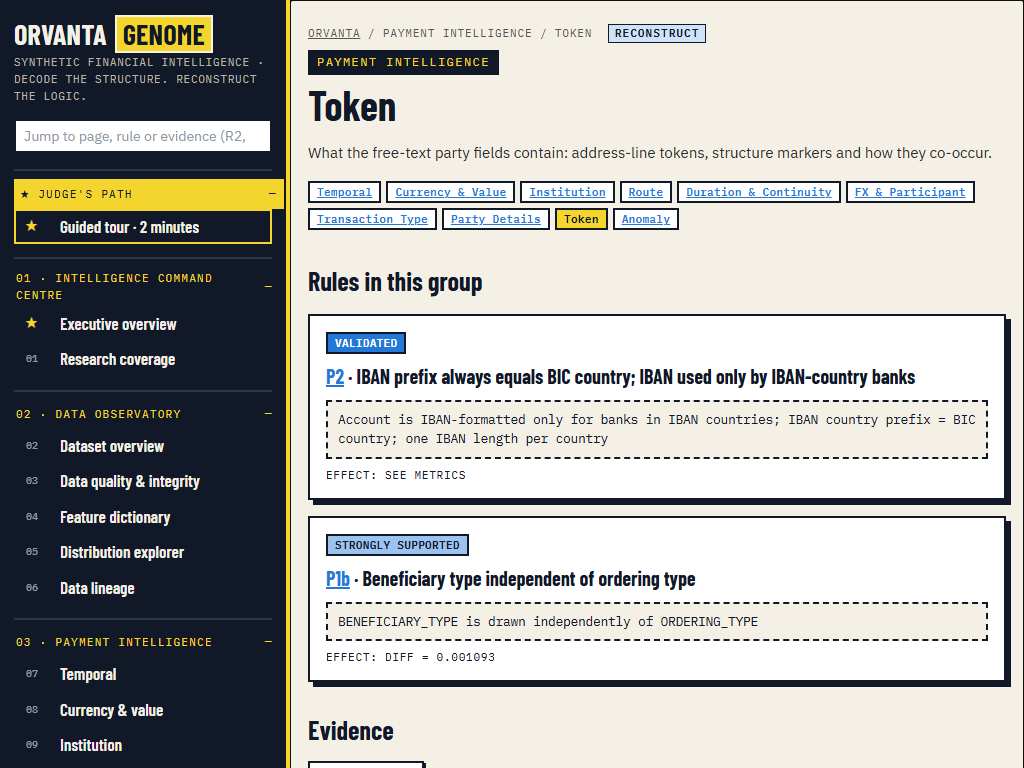 ORVANTA GENOME
SYNTHETIC FINANCIAL INTELLIGENCE ·
DECODE THE STRUCTURE. RECONSTRUCT
THE LOGIC.
Jump to page, rule or evidence (R2,
★ JUDGE'S PATH –
★ Guided tour · 2 minutes
01 · INTELLIGENCE COMMAND
CENTRE –
★ Executive overview
01 Research coverage
02 · DATA OBSERVATORY –
02 Dataset overview
03 Data quality & integrity
04 Feature dictionary
05 Distribution explorer
06 Data lineage
03 · PAYMENT INTELLIGENCE –
07 Temporal
08 Currency & value
09 Institution
ORVANTA / PAYMENT INTELLIGENCE / TOKEN RECONSTRUCT
PAYMENT INTELLIGENCE
Token
What the free-text party fields contain: address-line tokens, structure markers and how they co-occur.
Temporal Currency & Value Institution Route Duration & Continuity FX & Participant
Transaction Type Party Details Token Anomaly
Rules in this group
VALIDATED
P2 · IBAN prefix always equals BIC country; IBAN used only by IBAN-country banks
Account is IBAN-formatted only for banks in IBAN countries; IBAN country prefix = BIC
country; one IBAN length per country
EFFECT: SEE METRICS
STRONGLY SUPPORTED
P1b · Beneficiary type independent of ordering type
BENEFICIARY_TYPE is drawn independently of ORDERING_TYPE
EFFECT: DIFF = 0.001093
Evidence